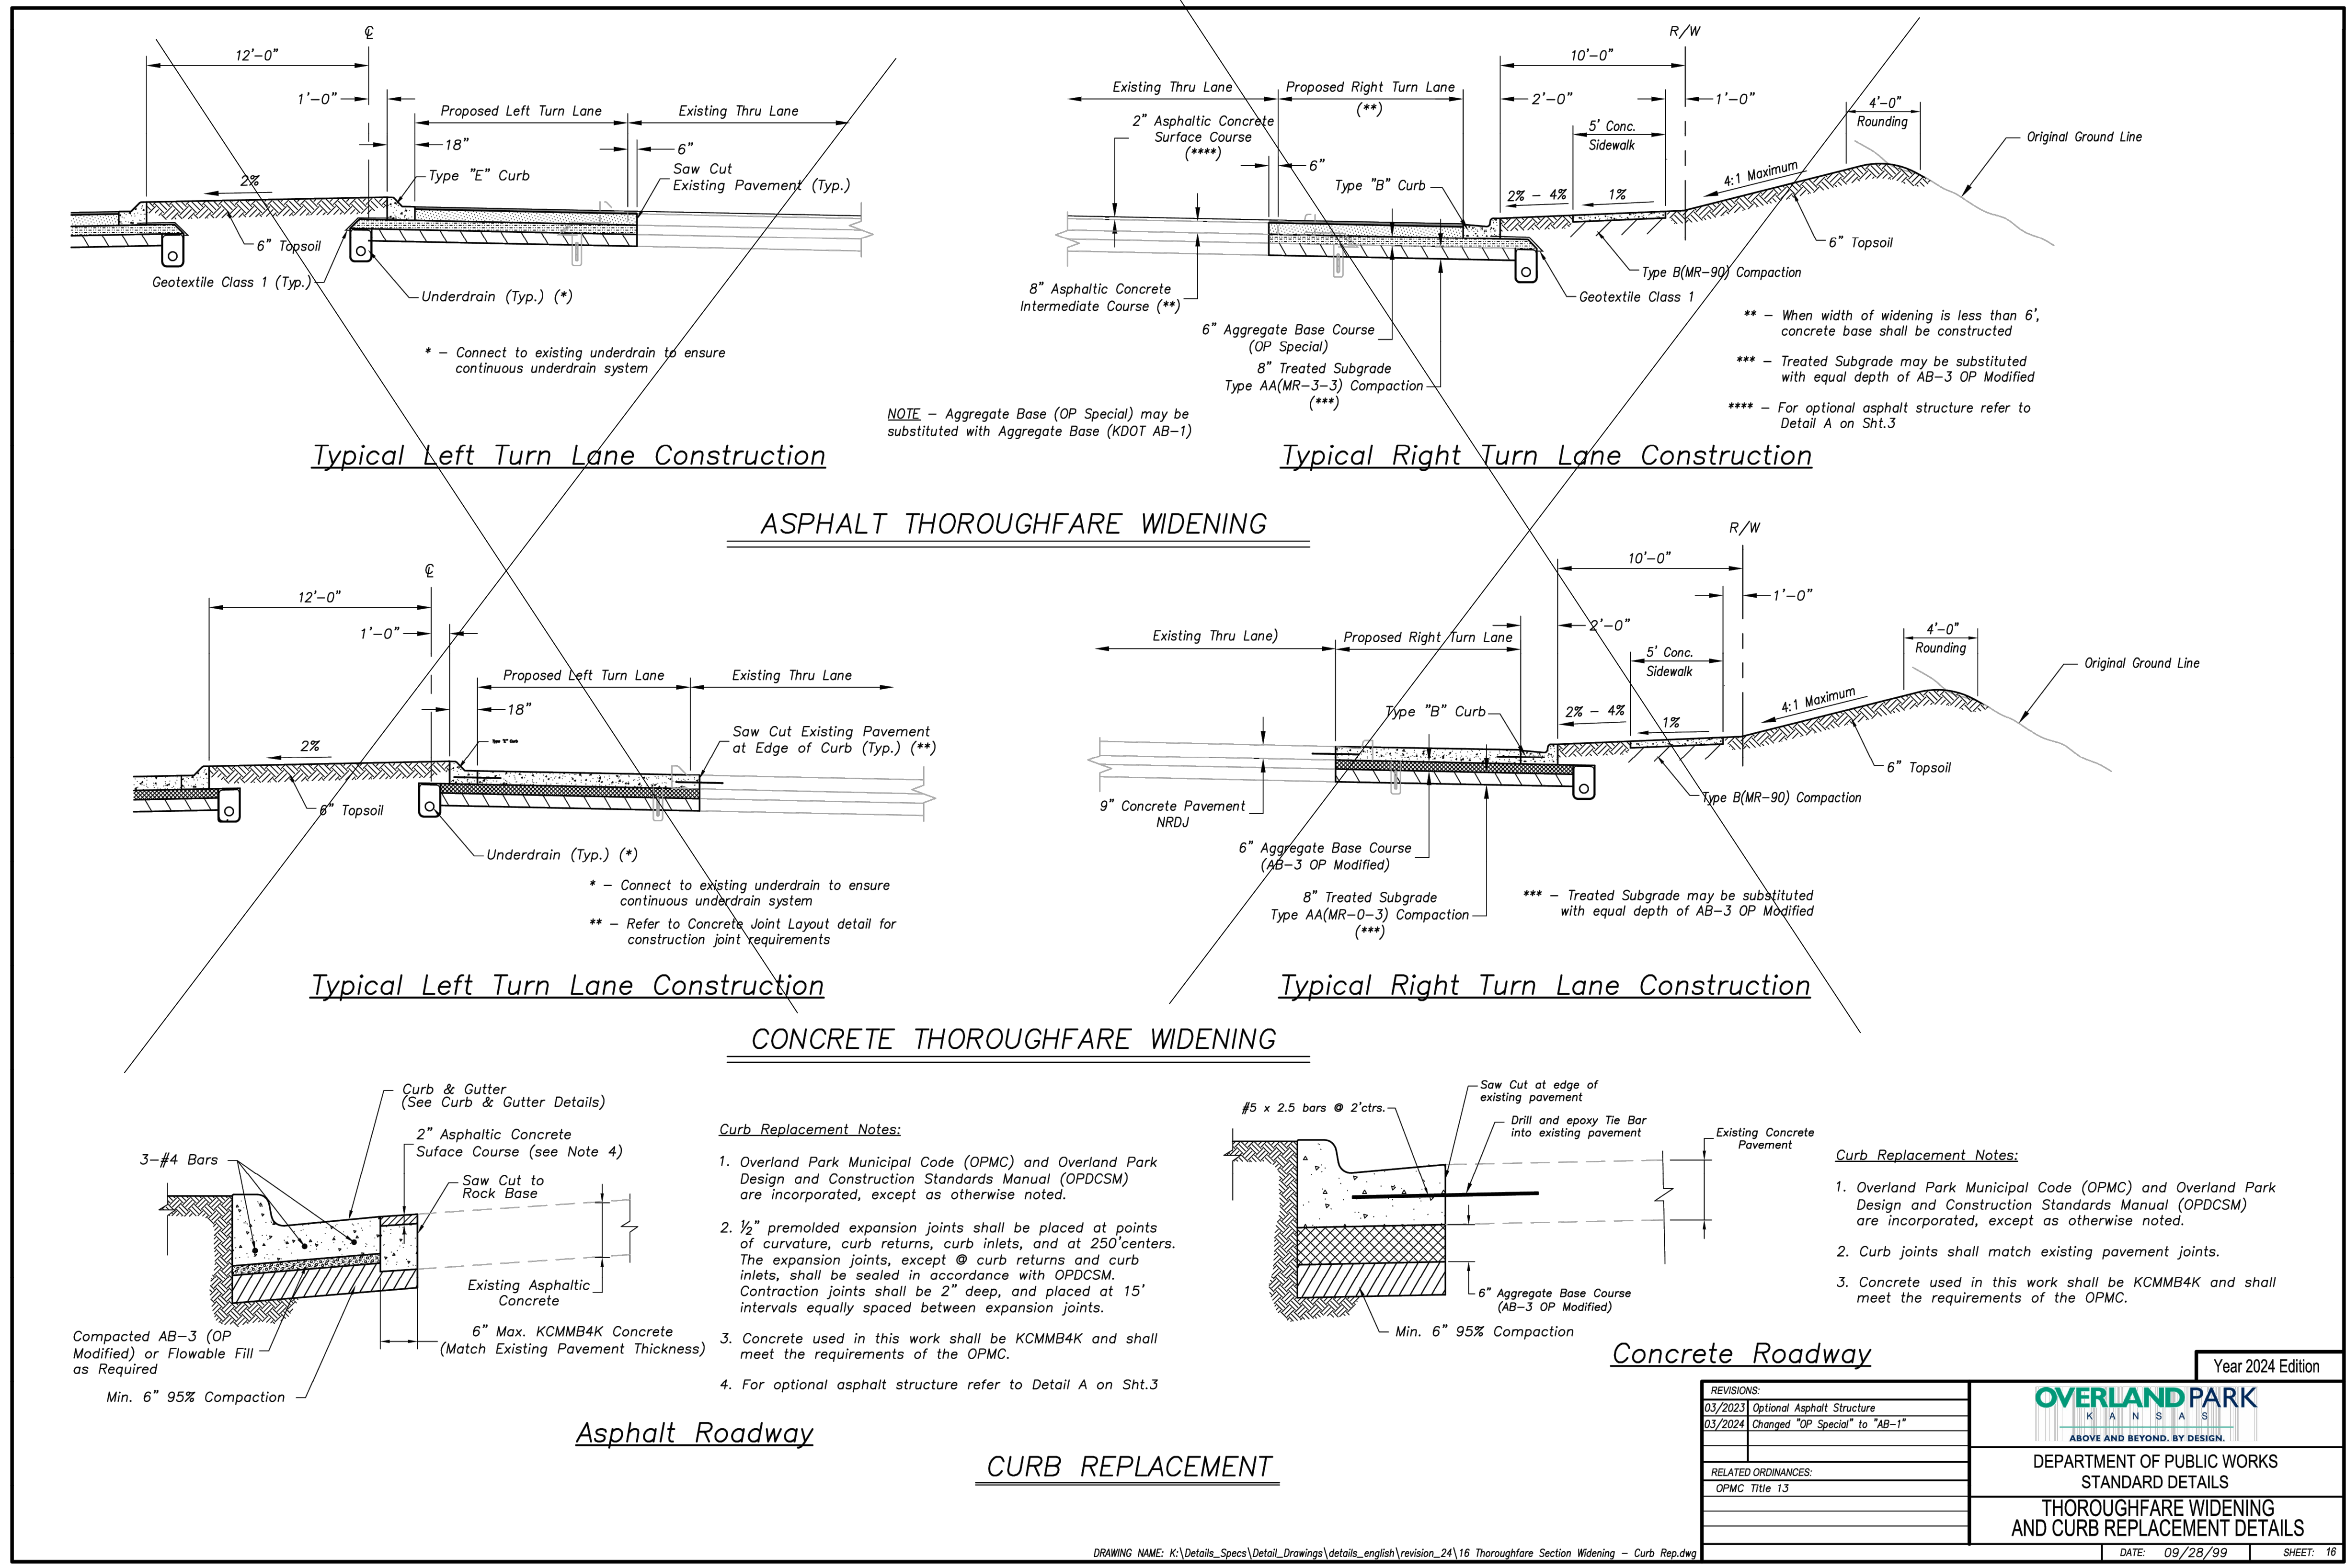 ℄
12'-0"
1'-0"
Proposed Left Turn Lane
Existing Thru Lane
18"
6"
Type "E" Curb
Saw Cut
Existing Pavement (Typ.)
2%
6" Topsoil
Geotextile Class 1 (Typ.)
Underdrain (Typ.) (*)
* – Connect to existing underdrain to ensure
continuous underdrain system
Typical Left Turn Lane Construction
R/W
10'-0"
Existing Thru Lane
Proposed Right Turn Lane
(**)
2'-0"
1'-0"
4'-0"
Rounding
2" Asphaltic Concrete
Surface Course
(****)
5' Conc.
Sidewalk
Original Ground Line
6"
Type "B" Curb
2% – 4%
1%
4:1 Maximum
6" Topsoil
Type B(MR-90) Compaction
8" Asphaltic Concrete
Intermediate Course (**)
Geotextile Class 1
6" Aggregate Base Course
(OP Special)
8" Treated Subgrade
Type AA(MR-3-3) Compaction
(***)
** – When width of widening is less than 6',
concrete base shall be constructed
*** – Treated Subgrade may be substituted
with equal depth of AB-3 OP Modified
**** – For optional asphalt structure refer to
Detail A on Sht.3
NOTE – Aggregate Base (OP Special) may be
substituted with Aggregate Base (KDOT AB-1)
Typical Right Turn Lane Construction
ASPHALT THOROUGHFARE WIDENING
℄
12'-0"
1'-0"
Proposed Left Turn Lane
Existing Thru Lane
18"
Type "E" Curb
Saw Cut Existing Pavement
at Edge of Curb (Typ.) (**)
2%
6" Topsoil
Underdrain (Typ.) (*)
* – Connect to existing underdrain to ensure
continuous underdrain system
** – Refer to Concrete Joint Layout detail for
construction joint requirements
Typical Left Turn Lane Construction
R/W
10'-0"
1'-0"
2'-0"
Existing Thru Lane)
Proposed Right Turn Lane
5' Conc.
Sidewalk
4'-0"
Rounding
Original Ground Line
Type "B" Curb
2% – 4%
1%
4:1 Maximum
6" Topsoil
Type B(MR-90) Compaction
9" Concrete Pavement
NRDJ
6" Aggregate Base Course
(AB-3 OP Modified)
8" Treated Subgrade
Type AA(MR-0-3) Compaction
(***)
*** – Treated Subgrade may be substituted
with equal depth of AB-3 OP Modified
Typical Right Turn Lane Construction
CONCRETE THOROUGHFARE WIDENING
Curb & Gutter
(See Curb & Gutter Details)
2" Asphaltic Concrete
Suface Course (see Note 4)
3-#4 Bars
Saw Cut to
Rock Base
Existing Asphaltic
Concrete
6" Max. KCMMB4K Concrete
(Match Existing Pavement Thickness)
Compacted AB-3 (OP
Modified) or Flowable Fill
as Required
Min. 6" 95% Compaction
Asphalt Roadway
Curb Replacement Notes:
1. Overland Park Municipal Code (OPMC) and Overland Park
Design and Construction Standards Manual (OPDCSM)
are incorporated, except as otherwise noted.
2. ½" premolded expansion joints shall be placed at points
of curvature, curb returns, curb inlets, and at 250'centers.
The expansion joints, except @ curb returns and curb
inlets, shall be sealed in accordance with OPDCSM.
Contraction joints shall be 2" deep, and placed at 15'
intervals equally spaced between expansion joints.
3. Concrete used in this work shall be KCMMB4K and shall
meet the requirements of the OPMC.
4. For optional asphalt structure refer to Detail A on Sht.3
#5 x 2.5 bars @ 2'ctrs.
Saw Cut at edge of
existing pavement
Drill and epoxy Tie Bar
into existing pavement
Existing Concrete
Pavement
6" Aggregate Base Course
(AB-3 OP Modified)
Min. 6" 95% Compaction
Concrete Roadway
Curb Replacement Notes:
1. Overland Park Municipal Code (OPMC) and Overland Park
Design and Construction Standards Manual (OPDCSM)
are incorporated, except as otherwise noted.
2. Curb joints shall match existing pavement joints.
3. Concrete used in this work shall be KCMMB4K and shall
meet the requirements of the OPMC.
CURB REPLACEMENT
Year 2024 Edition
REVISIONS:
03/2023 Optional Asphalt Structure
03/2024 Changed "OP Special" to "AB-1"
RELATED ORDINANCES:
OPMC Title 13
OVERLAND PARK
KANSAS
ABOVE AND BEYOND. BY DESIGN.
DEPARTMENT OF PUBLIC WORKS
STANDARD DETAILS
THOROUGHFARE WIDENING
AND CURB REPLACEMENT DETAILS
DATE: 09/28/99
SHEET: 16
DRAWING NAME: K:\Details_Specs\Detail_Drawings\details_english\revision_24\16 Thoroughfare Section Widening – Curb Rep.dwg